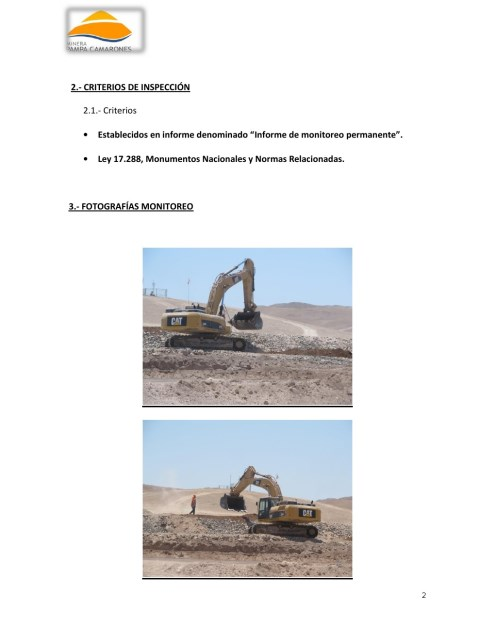 MINERA
PAMPA CAMARONES
2.- CRITERIOS DE INSPECCIÓN
2.1.- Criterios
• Establecidos en informe denominado “Informe de monitoreo permanente”.
• Ley 17.288, Monumentos Nacionales y Normas Relacionadas.
3.- FOTOGRAFÍAS MONITOREO
CAT
CAT
2